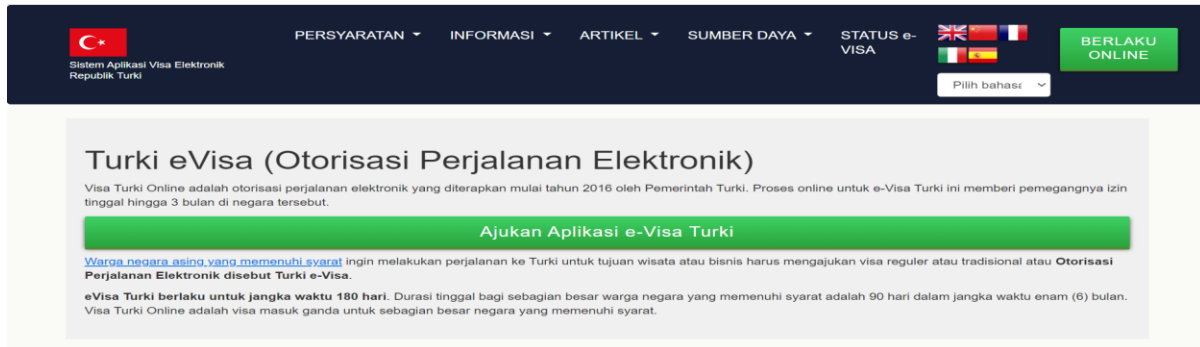 PERSYARATAN
INFORMASI
ARTIKEL
SUMBER DAYA
STATUS e-
VISA
BERLAKU
ONLINE
Sistem Aplikasi Visa Elektronik
Republik Turki
Pilih bahasa
Turki eVisa (Otorisasi Perjalanan Elektronik)
Visa Turki Online adalah otorisasi perjalanan elektronik yang diterapkan mulai tahun 2016 oleh Pemerintah Turki. Proses online untuk e-Visa Turki ini memberi pemegangnya izin
tinggal hingga 3 bulan di negara tersebut.
Ajukan Aplikasi e-Visa Turki
Warga negara asing yang memenuhi syarat ingin melakukan perjalanan ke Turki untuk tujuan wisata atau bisnis harus mengajukan visa reguler atau tradisional atau Otorisasi
Perjalanan Elektronik disebut Turki e-Visa.
eVisa Turki berlaku untuk jangka waktu 180 hari. Durasi tinggal bagi sebagian besar warga negara yang memenuhi syarat adalah 90 hari dalam jangka waktu enam (6) bulan.
Visa Turki Online adalah visa masuk ganda untuk sebagian besar negara yang memenuhi syarat.